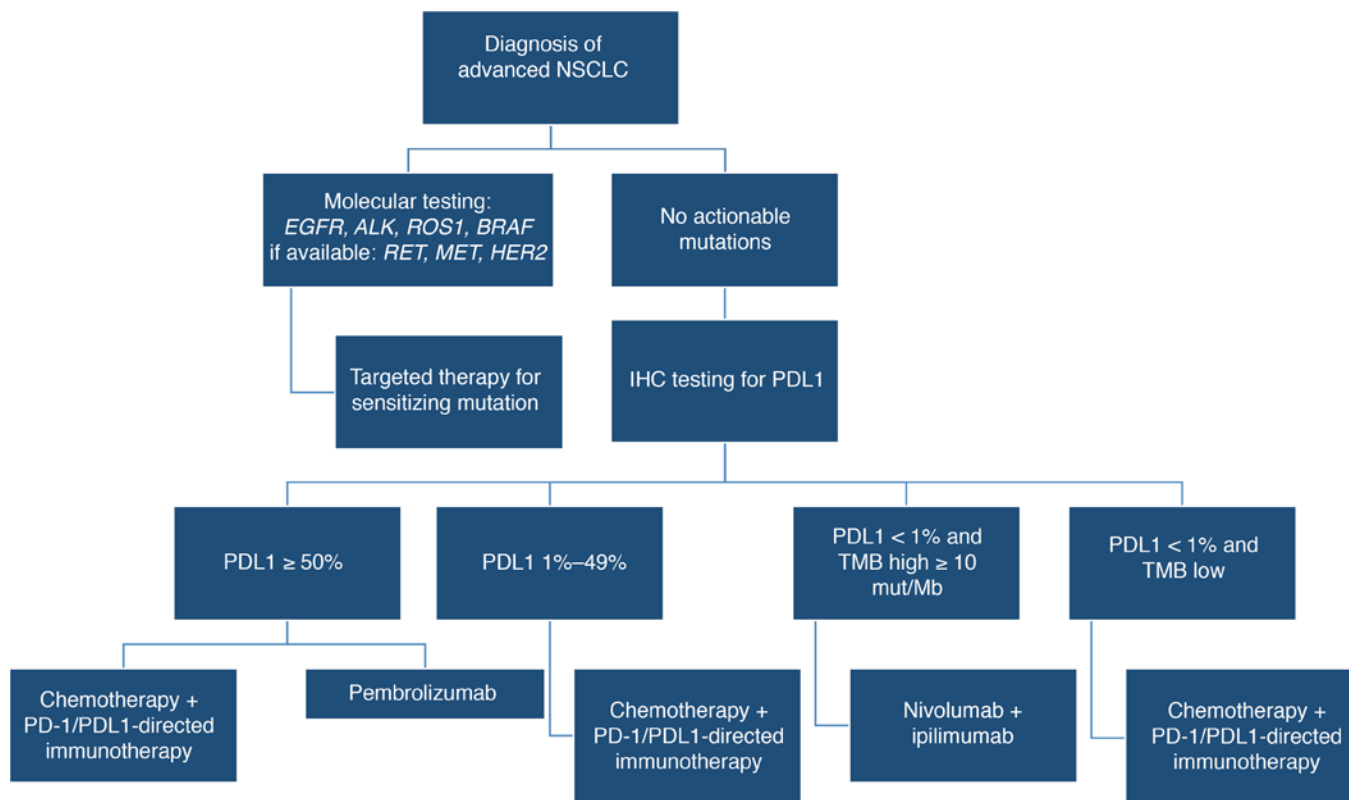 Diagnosis of
advanced NSCLC
Molecular testing:
EGFR, ALK, ROS1, BRAF
if available: RET, MET, HER2
No actionable
mutations
Targeted therapy for
sensitizing mutation
IHC testing for PDL1
PDL1 ≥ 50%
PDL1 1%–49%
PDL1 < 1% and
TMB high ≥ 10
mut/Mb
PDL1 < 1% and
TMB low
Chemotherapy +
PD-1/PDL1-directed
immunotherapy
Pembrolizumab
Chemotherapy +
PD-1/PDL1-directed
immunotherapy
Nivolumab +
ipilimumab
Chemotherapy +
PD-1/PDL1-directed
immunotherapy